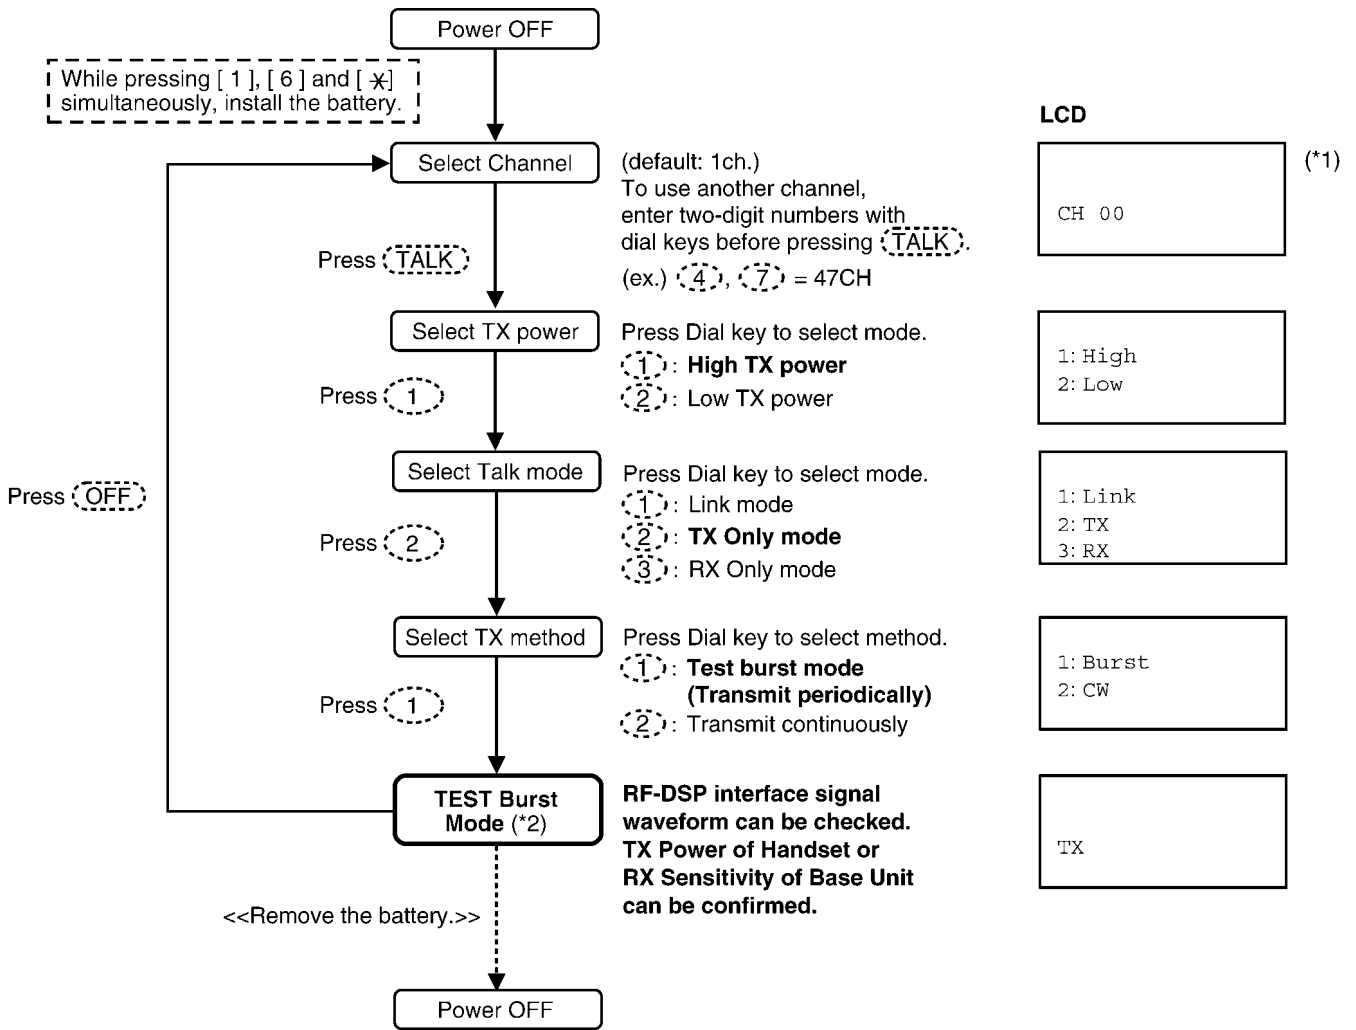 Power OFF
While pressing [ 1 ], [ 6 ] and [ * ]
simultaneously, install the battery.
LCD
Select Channel
(default: 1ch.)
To use another channel,
enter two-digit numbers with
dial keys before pressing TALK.
(ex.) 4, 7 = 47CH
CH 00
(*1)
Press TALK
Select TX power
Press Dial key to select mode.
1 : High TX power
2 : Low TX power
1: High
2: Low
Press 1
Select Talk mode
Press Dial key to select mode.
1 : Link mode
2 : TX Only mode
3 : RX Only mode
1: Link
2: TX
3: RX
Press OFF
Press 2
Select TX method
Press Dial key to select method.
1 : Test burst mode
(Transmit periodically)
2 : Transmit continuously
1: Burst
2: CW
Press 1
TEST Burst
Mode (*2)
RF-DSP interface signal
waveform can be checked.
TX Power of Handset or
RX Sensitivity of Base Unit
can be confirmed.
TX
<<Remove the battery.>>
Power OFF